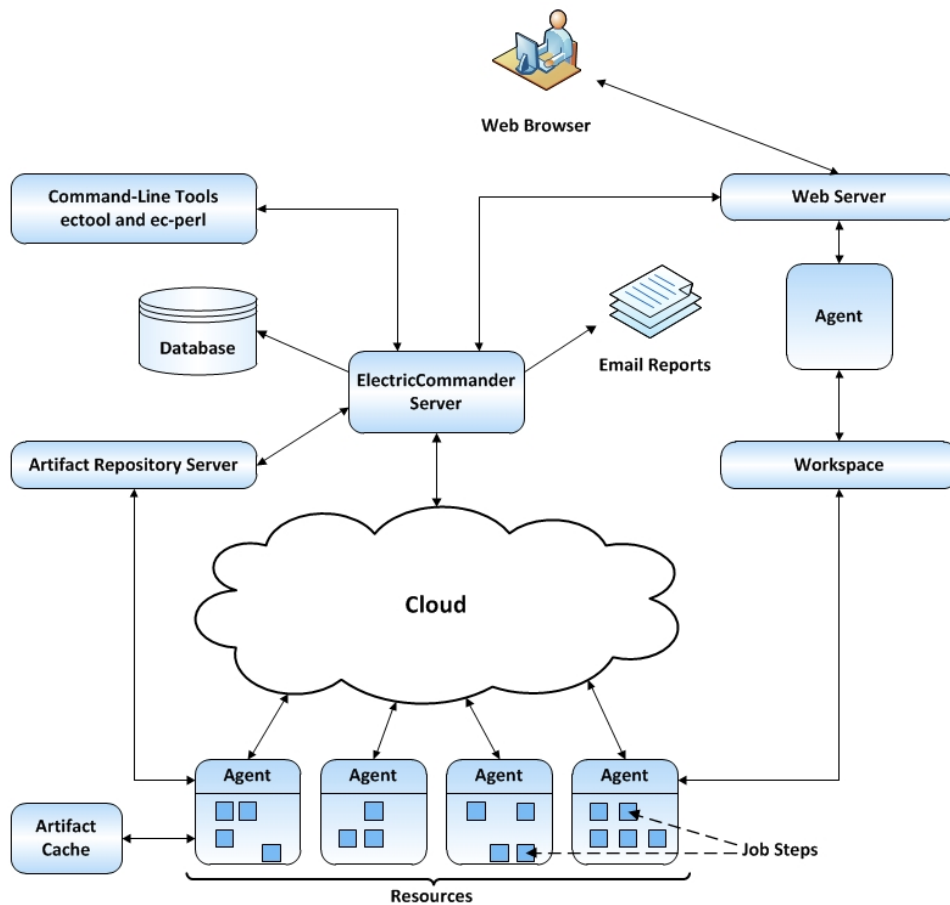 Web Browser
Command-Line Tools
ectool and ec-perl
Web Server
Database
Email Reports
Agent
ElectricCommander
Server
Artifact Repository Server
Workspace
Cloud
Agent
Agent
Agent
Agent
Artifact
Cache
Job Steps
Resources